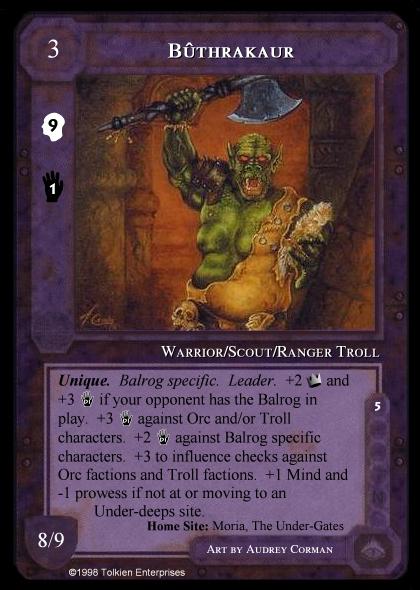 3
BÛTHRAKAUR
9
1
A. Corman
WARRIOR/SCOUT/RANGER TROLL
Unique. Balrog specific. Leader. +2 and
+3 DI if your opponent has the Balrog in
play. +3 DI against Orc and/or Troll
characters. +2 DI against Balrog specific
characters. +3 to influence checks against
Orc factions and Troll factions. +1 Mind and
-1 prowess if not at or moving to an
Under-deeps site.
5
Home Site: Moria, The Under-Gates
8/9
ART BY AUDREY CORMAN
©1998 Tolkien Enterprises